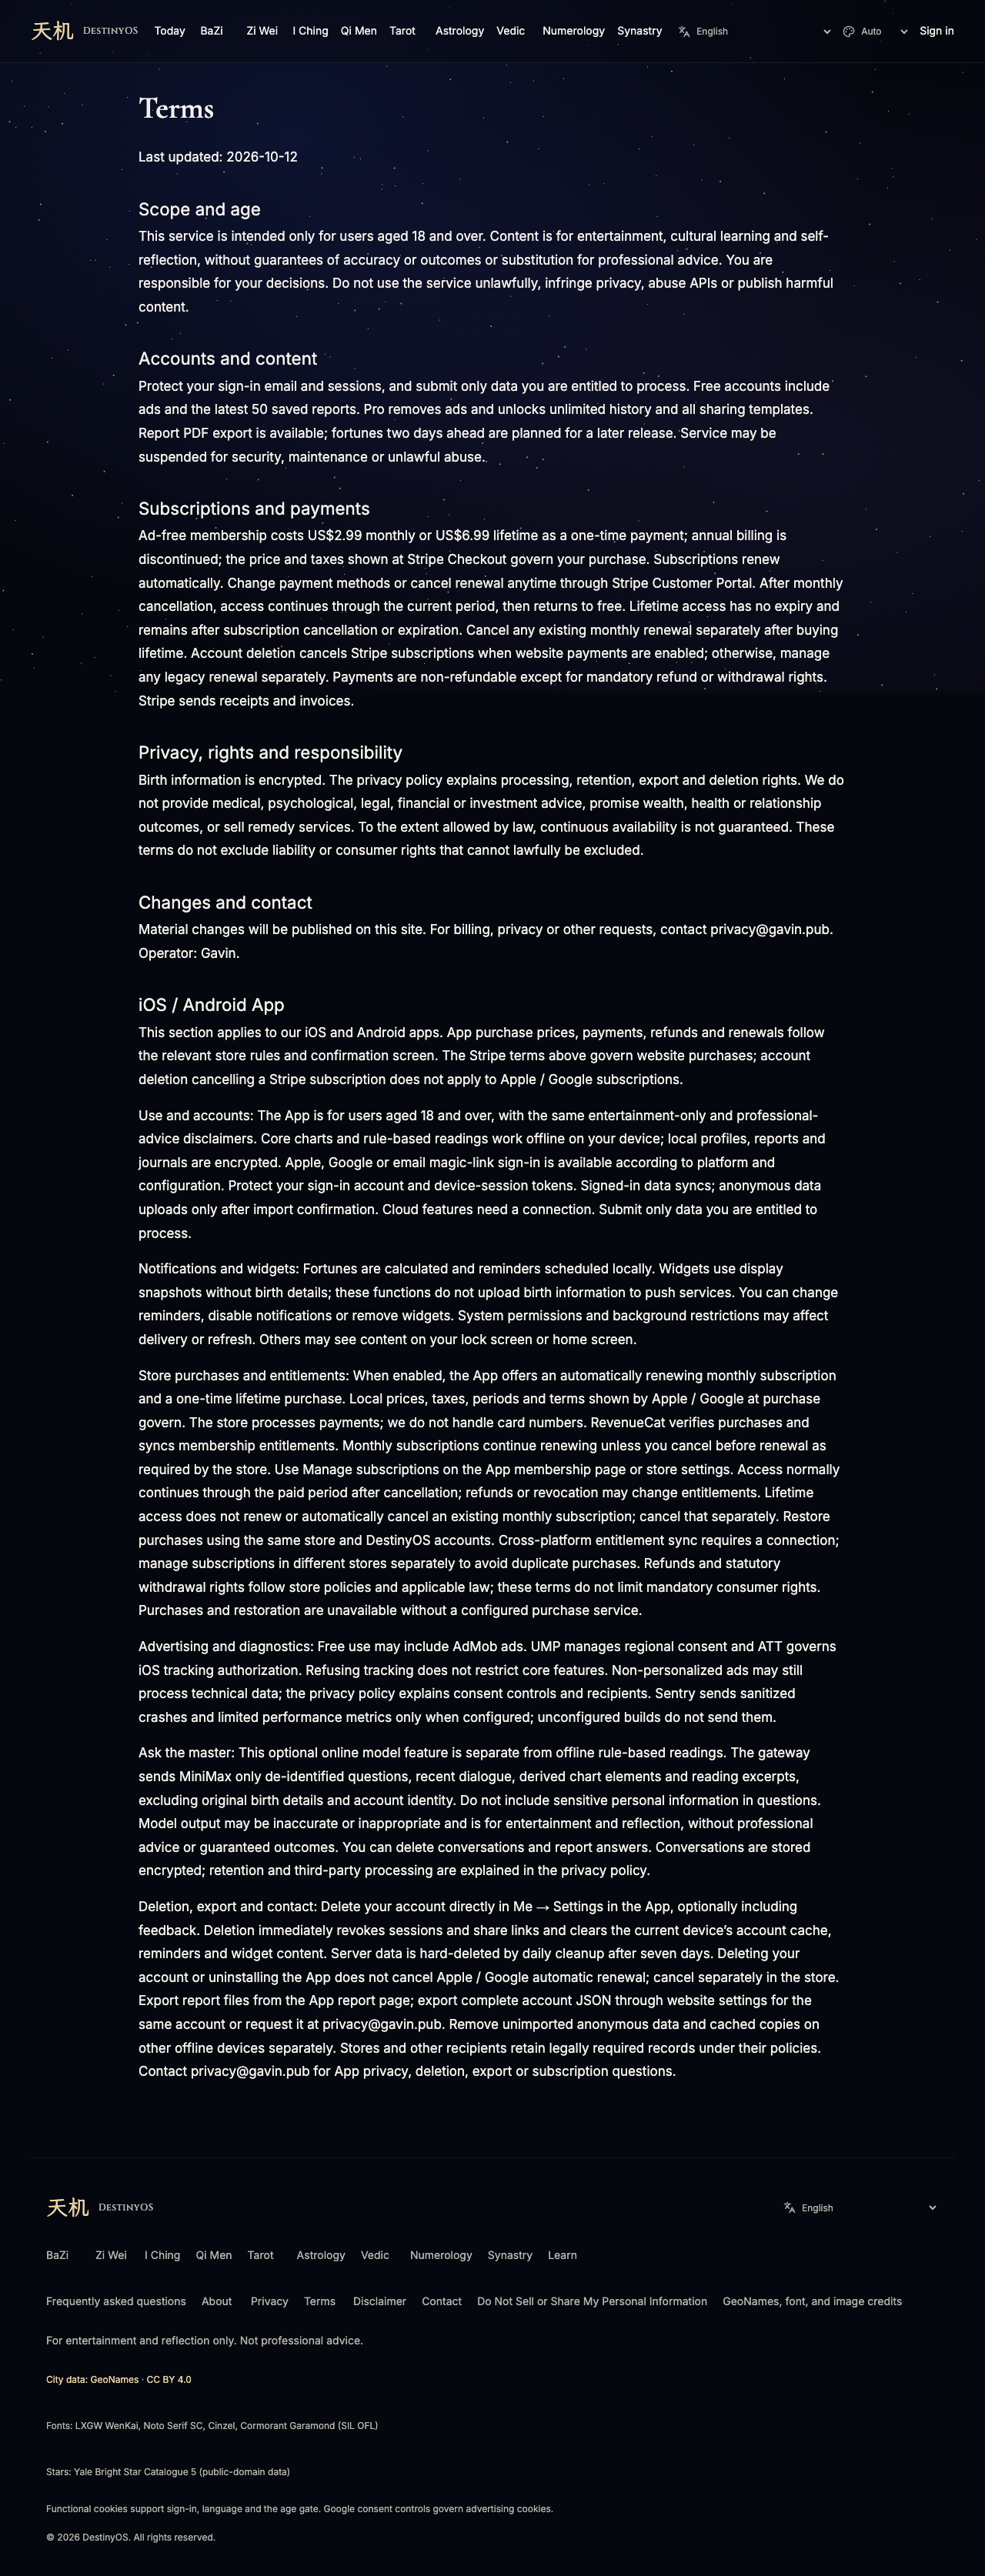 天机 DestinyOS Today BaZi Zi Wei I Ching Qi Men Tarot Astrology Vedic Numerology Synastry English Auto Sign in
Terms
Last updated: 2026-10-12
Scope and age
This service is intended only for users aged 18 and over. Content is for entertainment, cultural learning and self-
reflection, without guarantees of accuracy or outcomes or substitution for professional advice. You are
responsible for your decisions. Do not use the service unlawfully, infringe privacy, abuse APIs or publish harmful
content.
Accounts and content
Protect your sign-in email and sessions, and submit only data you are entitled to process. Free accounts include
ads and the latest 50 saved reports. Pro removes ads and unlocks unlimited history and all sharing templates.
Report PDF export is available; fortunes two days ahead are planned for a later release. Service may be
suspended for security, maintenance or unlawful abuse.
Subscriptions and payments
Ad-free membership costs US$2.99 monthly or US$6.99 lifetime as a one-time payment; annual billing is
discontinued; the price and taxes shown at Stripe Checkout govern your purchase. Subscriptions renew
automatically. Change payment methods or cancel renewal anytime through Stripe Customer Portal. After monthly
cancellation, access continues through the current period, then returns to free. Lifetime access has no expiry and
remains after subscription cancellation or expiration. Cancel any existing monthly renewal separately after buying
lifetime. Account deletion cancels Stripe subscriptions when website payments are enabled; otherwise, manage
any legacy renewal separately. Payments are non-refundable except for mandatory refund or withdrawal rights.
Stripe sends receipts and invoices.
Privacy, rights and responsibility
Birth information is encrypted. The privacy policy explains processing, retention, export and deletion rights. We do
not provide medical, psychological, legal, financial or investment advice, promise wealth, health or relationship
outcomes, or sell remedy services. To the extent allowed by law, continuous availability is not guaranteed. These
terms do not exclude liability or consumer rights that cannot lawfully be excluded.
Changes and contact
Material changes will be published on this site. For billing, privacy or other requests, contact privacy@gavin.pub.
Operator: Gavin.
iOS / Android App
This section applies to our iOS and Android apps. App purchase prices, payments, refunds and renewals follow
the relevant store rules and confirmation screen. The Stripe terms above govern website purchases; account
deletion cancelling a Stripe subscription does not apply to Apple / Google subscriptions.
Use and accounts: The App is for users aged 18 and over, with the same entertainment-only and professional-
advice disclaimers. Core charts and rule-based readings work offline on your device; local profiles, reports and
journals are encrypted. Apple, Google or email magic-link sign-in is available according to platform and
configuration. Protect your sign-in account and device-session tokens. Signed-in data syncs; anonymous data
uploads only after import confirmation. Cloud features need a connection. Submit only data you are entitled to
process.
Notifications and widgets: Fortunes are calculated and reminders scheduled locally. Widgets use display
snapshots without birth details; these functions do not upload birth information to push services. You can change
reminders, disable notifications or remove widgets. System permissions and background restrictions may affect
delivery or refresh. Others may see content on your lock screen or home screen.
Store purchases and entitlements: When enabled, the App offers an automatically renewing monthly subscription
and a one-time lifetime purchase. Local prices, taxes, periods and terms shown by Apple / Google at purchase
govern. The store processes payments; we do not handle card numbers. RevenueCat verifies purchases and
syncs membership entitlements. Monthly subscriptions continue renewing unless you cancel before renewal as
required by the store. Use Manage subscriptions on the App membership page or store settings. Access normally
continues through the paid period after cancellation; refunds or revocation may change entitlements. Lifetime
access does not renew or automatically cancel an existing monthly subscription; cancel that separately. Restore
purchases using the same store and DestinyOS accounts. Cross-platform entitlement sync requires a connection;
manage subscriptions in different stores separately to avoid duplicate purchases. Refunds and statutory
withdrawal rights follow store policies and applicable law; these terms do not limit mandatory consumer rights.
Purchases and restoration are unavailable without a configured purchase service.
Advertising and diagnostics: Free use may include AdMob ads. UMP manages regional consent and ATT governs
iOS tracking authorization. Refusing tracking does not restrict core features. Non-personalized ads may still
process technical data; the privacy policy explains consent controls and recipients. Sentry sends sanitized
crashes and limited performance metrics only when configured; unconfigured builds do not send them.
Ask the master: This optional online model feature is separate from offline rule-based readings. The gateway
sends MiniMax only de-identified questions, recent dialogue, derived chart elements and reading excerpts,
excluding original birth details and account identity. Do not include sensitive personal information in questions.
Model output may be inaccurate or inappropriate and is for entertainment and reflection, without professional
advice or guaranteed outcomes. You can delete conversations and report answers. Conversations are stored
encrypted; retention and third-party processing are explained in the privacy policy.
Deletion, export and contact: Delete your account directly in Me → Settings in the App, optionally including
feedback. Deletion immediately revokes sessions and share links and clears the current device’s account cache,
reminders and widget content. Server data is hard-deleted by daily cleanup after seven days. Deleting your
account or uninstalling the App does not cancel Apple / Google automatic renewal; cancel separately in the store.
Export report files from the App report page; export complete account JSON through website settings for the
same account or request it at privacy@gavin.pub. Remove unimported anonymous data and cached copies on
other offline devices separately. Stores and other recipients retain legally required records under their policies.
Contact privacy@gavin.pub for App privacy, deletion, export or subscription questions.
天机 DestinyOS English
BaZi Zi Wei I Ching Qi Men Tarot Astrology Vedic Numerology Synastry Learn
Frequently asked questions About Privacy Terms Disclaimer Contact Do Not Sell or Share My Personal Information GeoNames, font, and image credits
For entertainment and reflection only. Not professional advice.
City data: GeoNames · CC BY 4.0
Fonts: LXGW WenKai, Noto Serif SC, Cinzel, Cormorant Garamond (SIL OFL)
Stars: Yale Bright Star Catalogue 5 (public-domain data)
Functional cookies support sign-in, language and the age gate. Google consent controls govern advertising cookies.
© 2026 DestinyOS. All rights reserved.